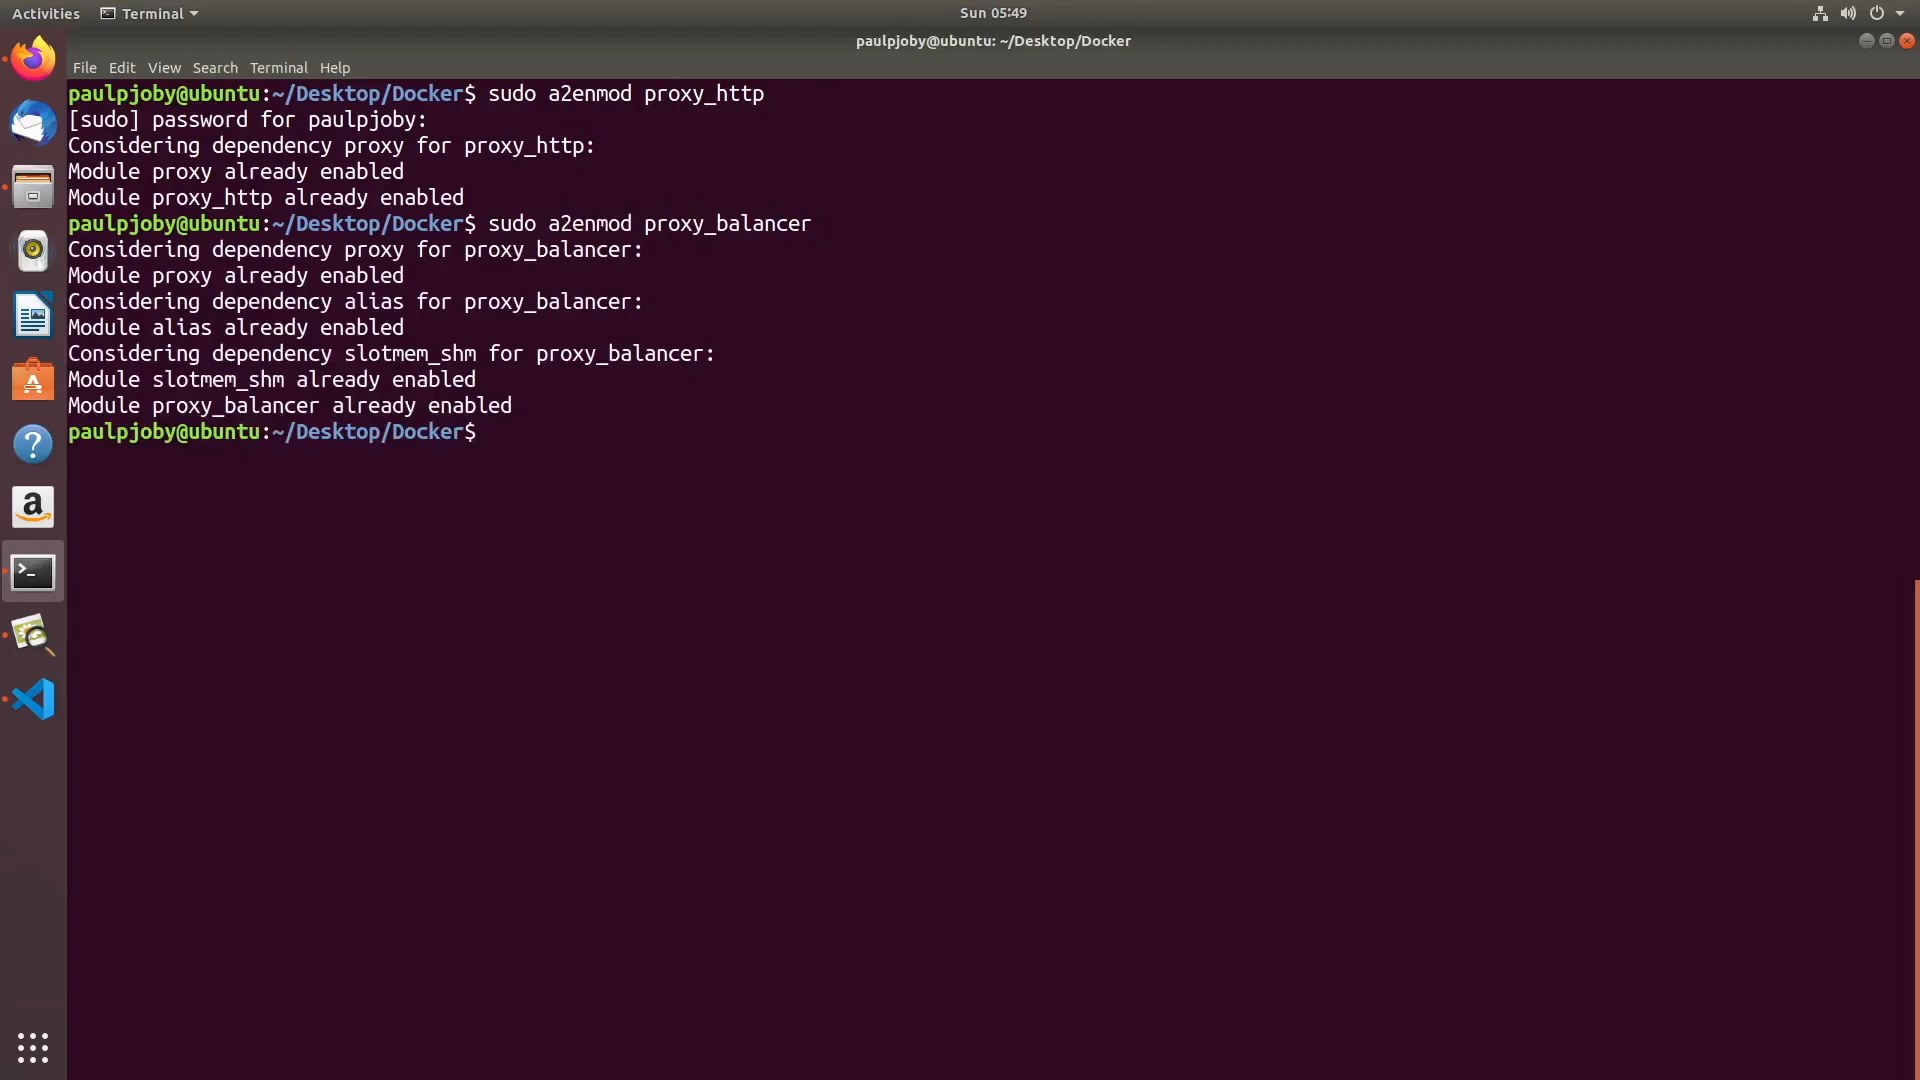 Activities Terminal Sun 05:49
paulpjoby@ubuntu: ~/Desktop/Docker
File Edit View Search Terminal Help
paulpjoby@ubuntu:~/Desktop/Docker$ sudo a2enmod proxy_http
[sudo] password for paulpjoby:
Considering dependency proxy for proxy_http:
Module proxy already enabled
Module proxy_http already enabled
paulpjoby@ubuntu:~/Desktop/Docker$ sudo a2enmod proxy_balancer
Considering dependency proxy for proxy_balancer:
Module proxy already enabled
Considering dependency alias for proxy_balancer:
Module alias already enabled
Considering dependency slotmem_shm for proxy_balancer:
Module slotmem_shm already enabled
Module proxy_balancer already enabled
paulpjoby@ubuntu:~/Desktop/Docker$